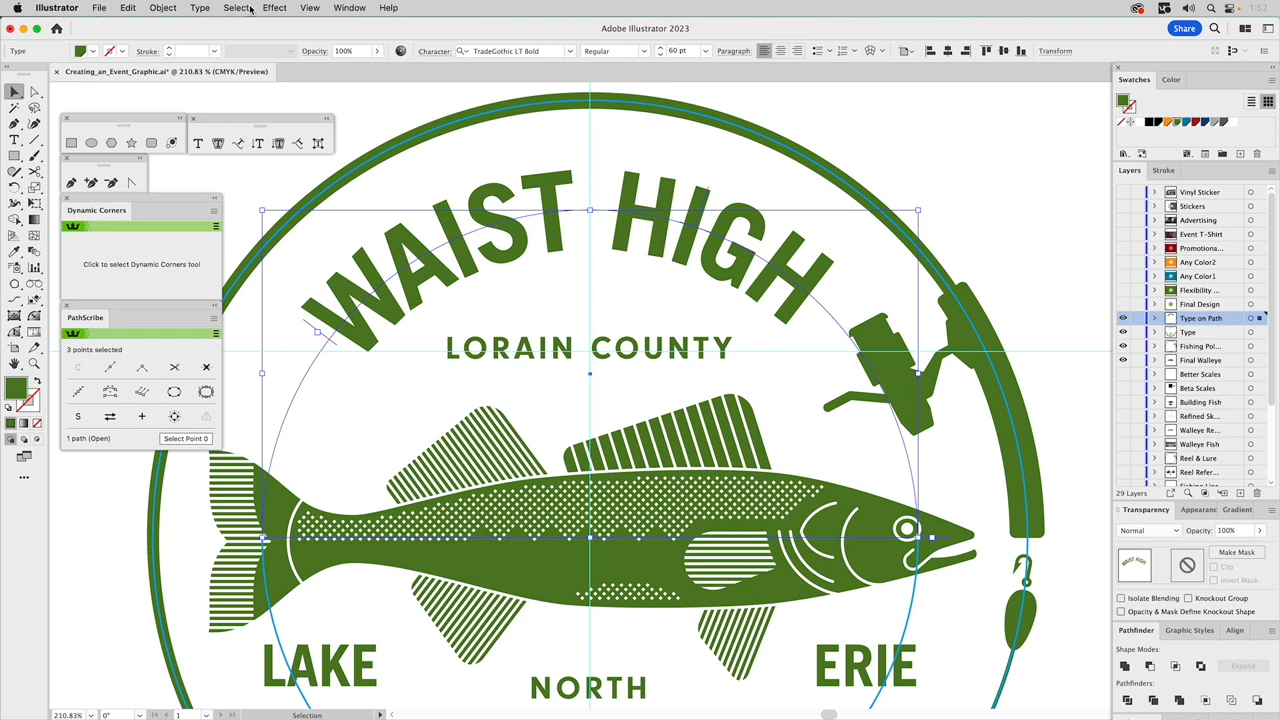 Illustrator File Edit Object Type Select Effect View Window Help 1:52
Adobe Illustrator 2023 Share
Type Stroke: Opacity: 100% Character: TradeGothic LT Bold Regular 60 pt Paragraph: Transform
Creating_an_Event_Graphic.ai* @ 210.83 % (CMYK/Preview)
Dynamic Corners
Click to select Dynamic Corners tool
PathScribe
3 points selected
1 path (Open) Select Point 0
WAIST HIGH
LORAIN COUNTY
LAKE ERIE
NORTH
Swatches Color
Layers Stroke
Vinyl Sticker
Stickers
Advertising
Event T-Shirt
Promotiona...
Any Color2
Any Color1
Flexibility ...
Final Design
Type on Path
Type
Fishing Pol...
Final Walleye
Better Scales
Beta Scales
Building Fish
Refined Sk...
Walleye Re...
Walleye Fish
Reel & Lure
Reel Refer...
29 Layers
Transparency Appearanc Gradient
Normal Opacity: 100%
WAIST HIGH
Make Mask
Clip
Invert Mask
Isolate Blending Knockout Group
Opacity & Mask Define Knockout Shape
Pathfinder Graphic Styles Align
Shape Modes:
Expand
Pathfinders:
210.83% 0° 1 Selection